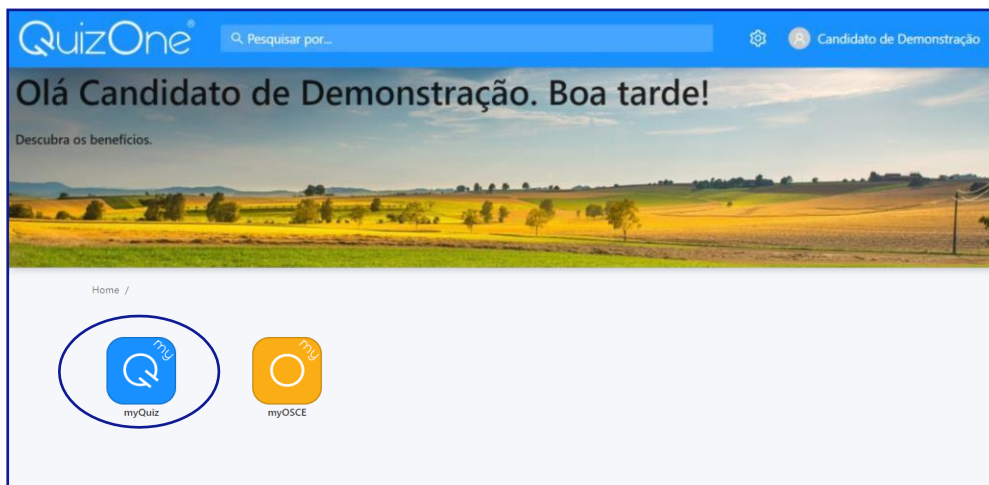 QuizOne®
Pesquisar por...
Candidato de Demonstração
Olá Candidato de Demonstração. Boa tarde!
Descubra os benefícios.
Home /
Q my
O my
myQuiz
myOSCE